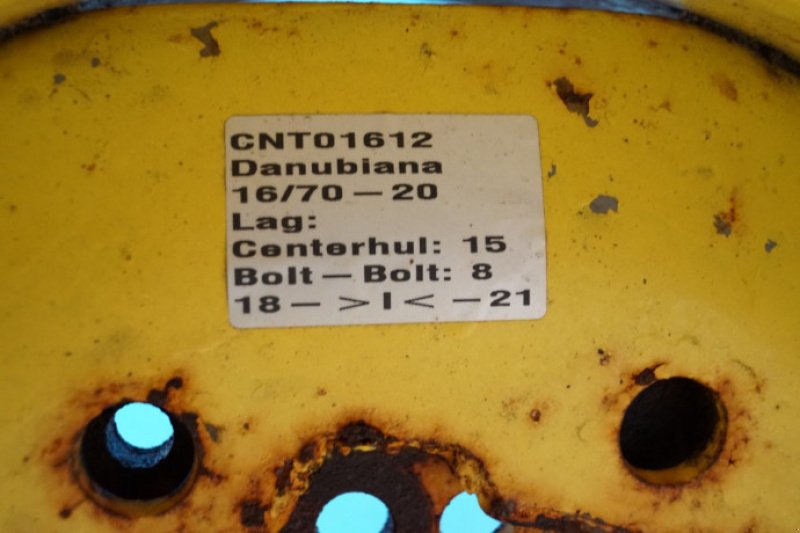 CNT01612
Danubiana
16/70 – 20
Lag:
Centerhul: 15
Bolt – Bolt: 8
18 – >I< – 21